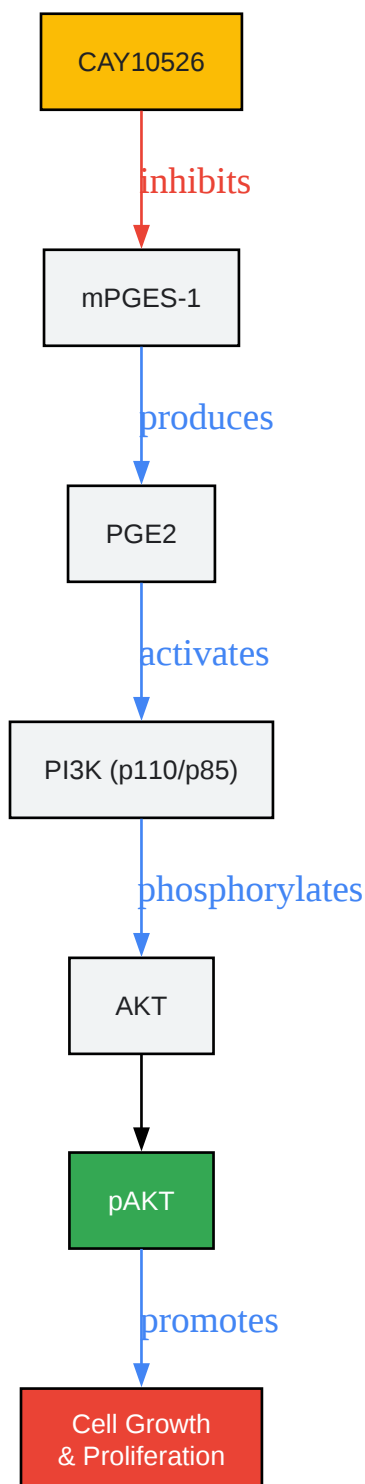 CAY10526
inhibits
mPGES-1
produces
PGE2
activates
PI3K (p110/p85)
phosphorylates
AKT
pAKT
promotes
Cell Growth
& Proliferation